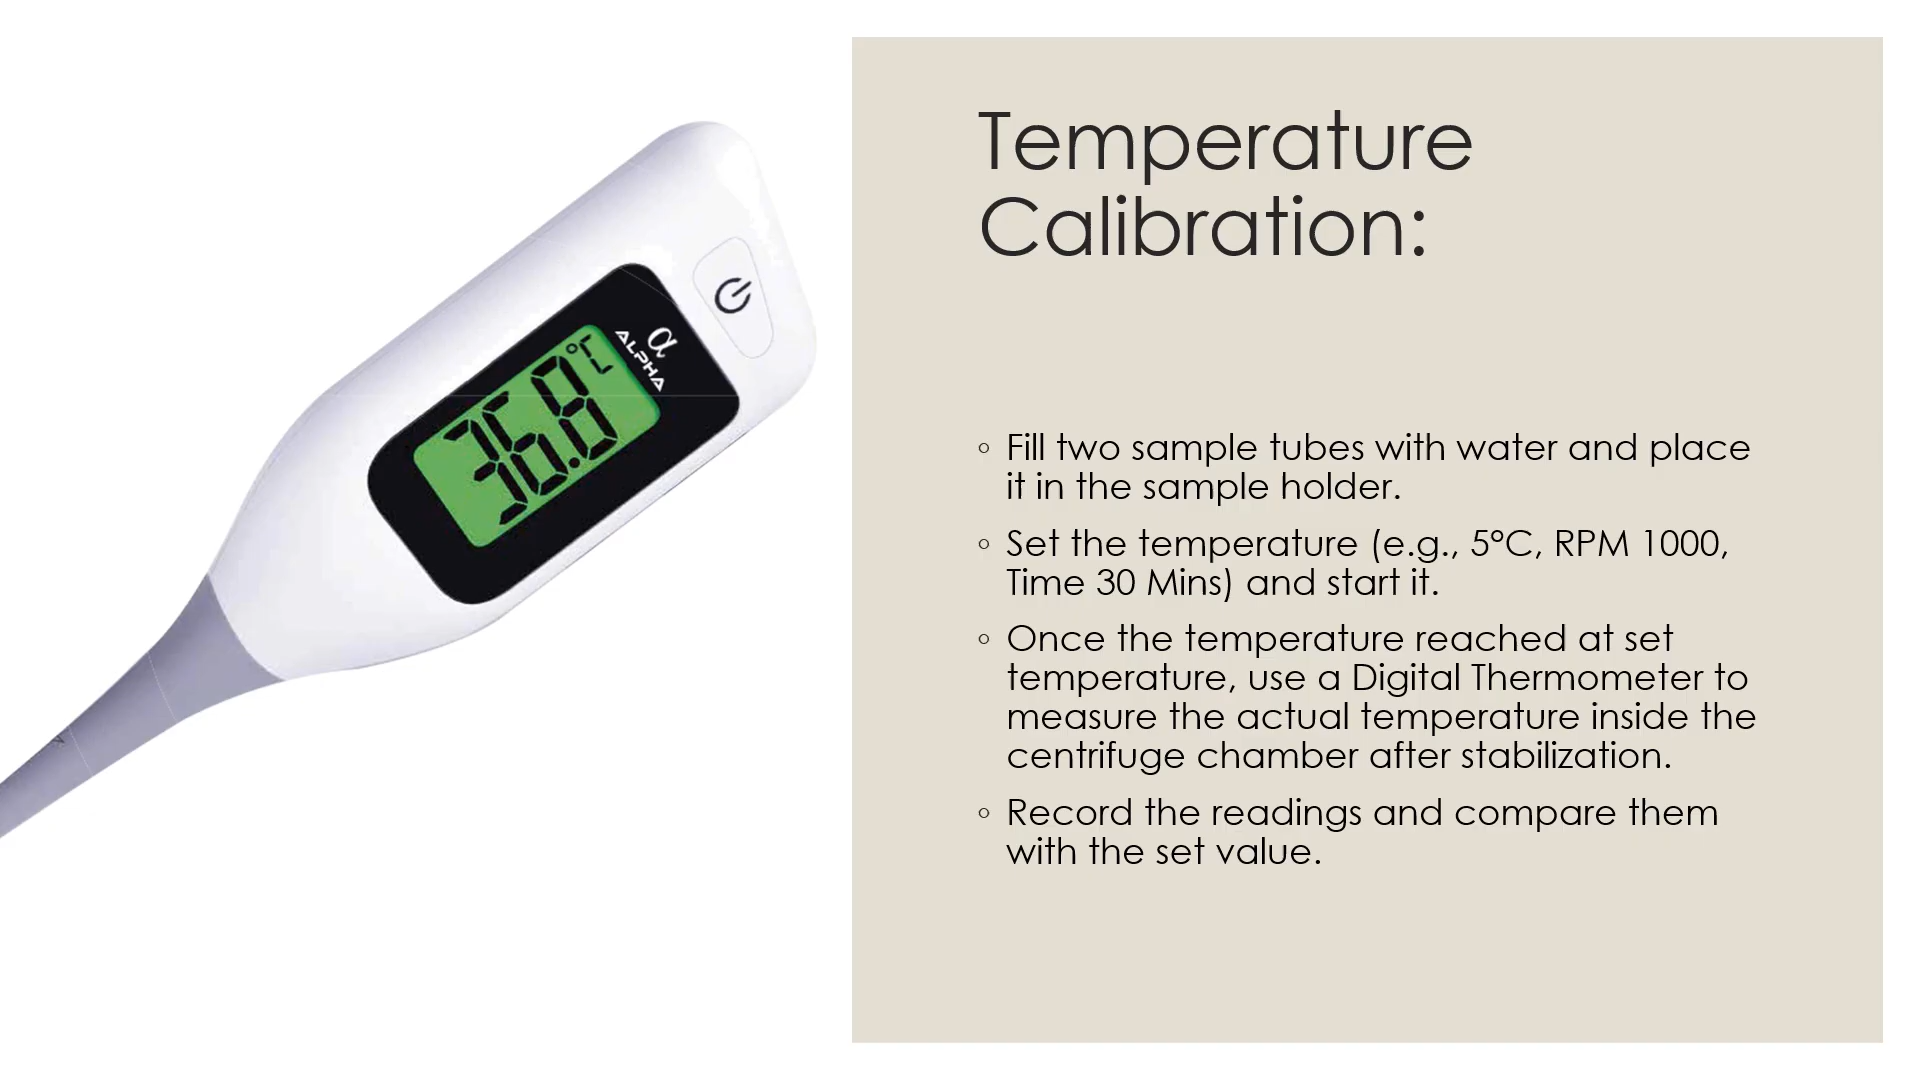 36.8
°C
α
ALPHA
Temperature
Calibration:
◦ Fill two sample tubes with water and place
it in the sample holder.
◦ Set the temperature (e.g., 5°C, RPM 1000,
Time 30 Mins) and start it.
◦ Once the temperature reached at set
temperature, use a Digital Thermometer to
measure the actual temperature inside the
centrifuge chamber after stabilization.
◦ Record the readings and compare them
with the set value.